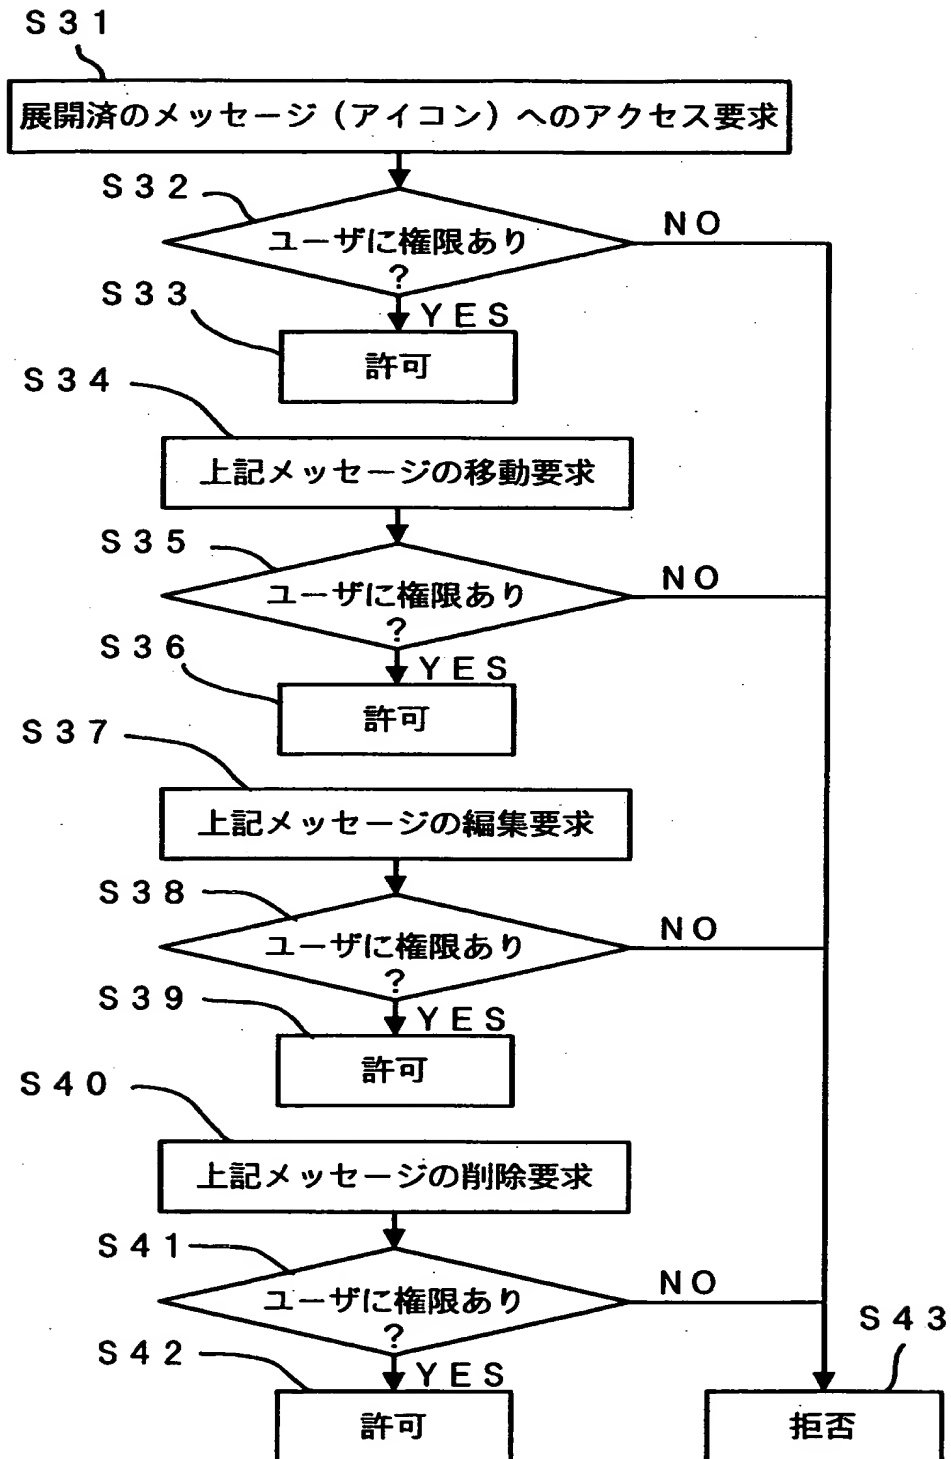 S31
展開済のメッセージ(アイコン)へのアクセス要求
S32
ユーザに権限あり
?
NO
S33
YES
許可
S34
上記メッセージの移動要求
S35
ユーザに権限あり
?
NO
S36
YES
許可
S37
上記メッセージの編集要求
S38
ユーザに権限あり
?
NO
S39
YES
許可
S40
上記メッセージの削除要求
S41
ユーザに権限あり
?
NO
S42
YES
許可
S43
拒否